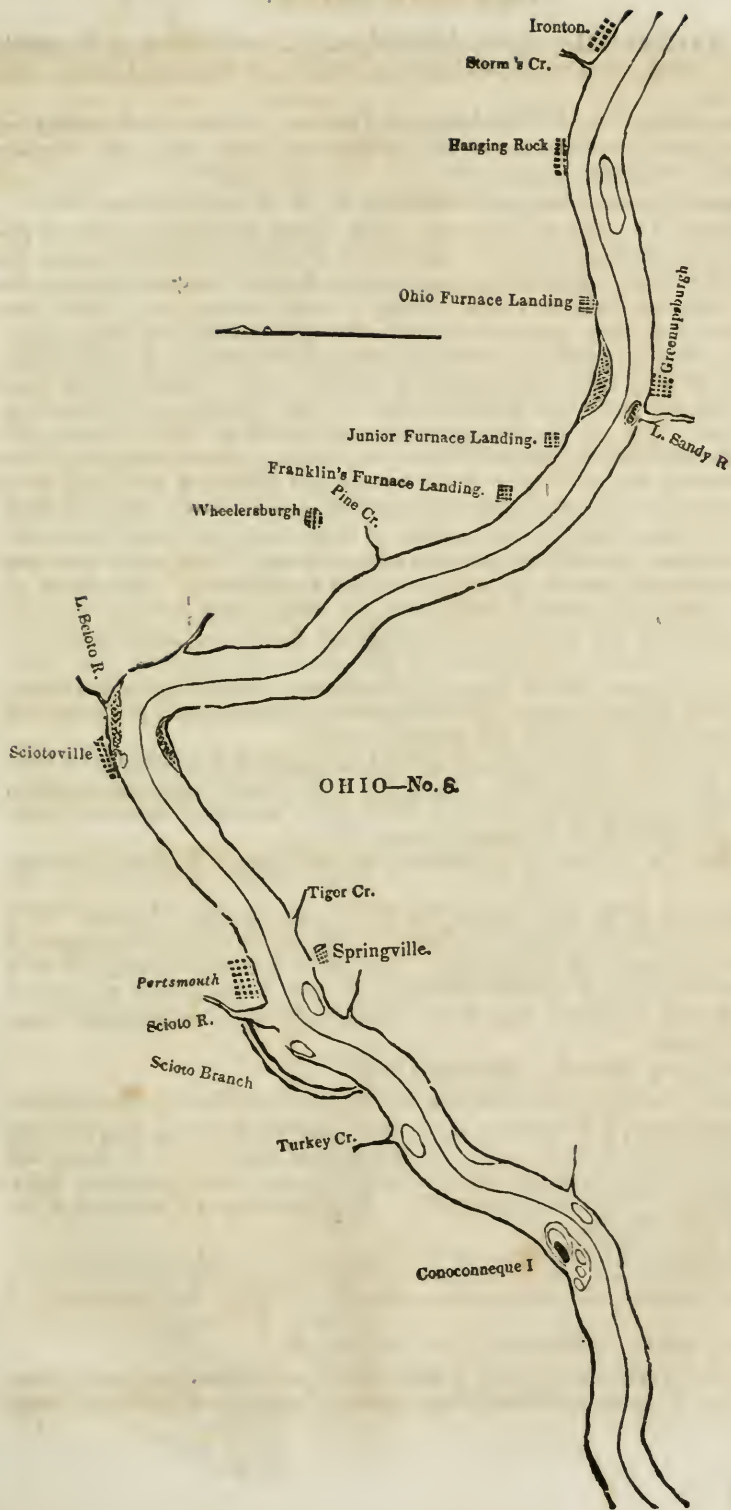 Ironton.
Storm's Cr.
Hanging Rock
Ohio Furnace Landing
Greenupsburgh
Junior Furnace Landing.
L. Sandy R
Franklin's Furnace Landing.
Pine Cr.
Wheelersburgh
L. Scioto R.
Sciotoville
OHIO—No. 8.
Tiger Cr.
Springville.
Portsmouth
Scioto R.
Scioto Branch
Turkey Cr.
Conoconneque I